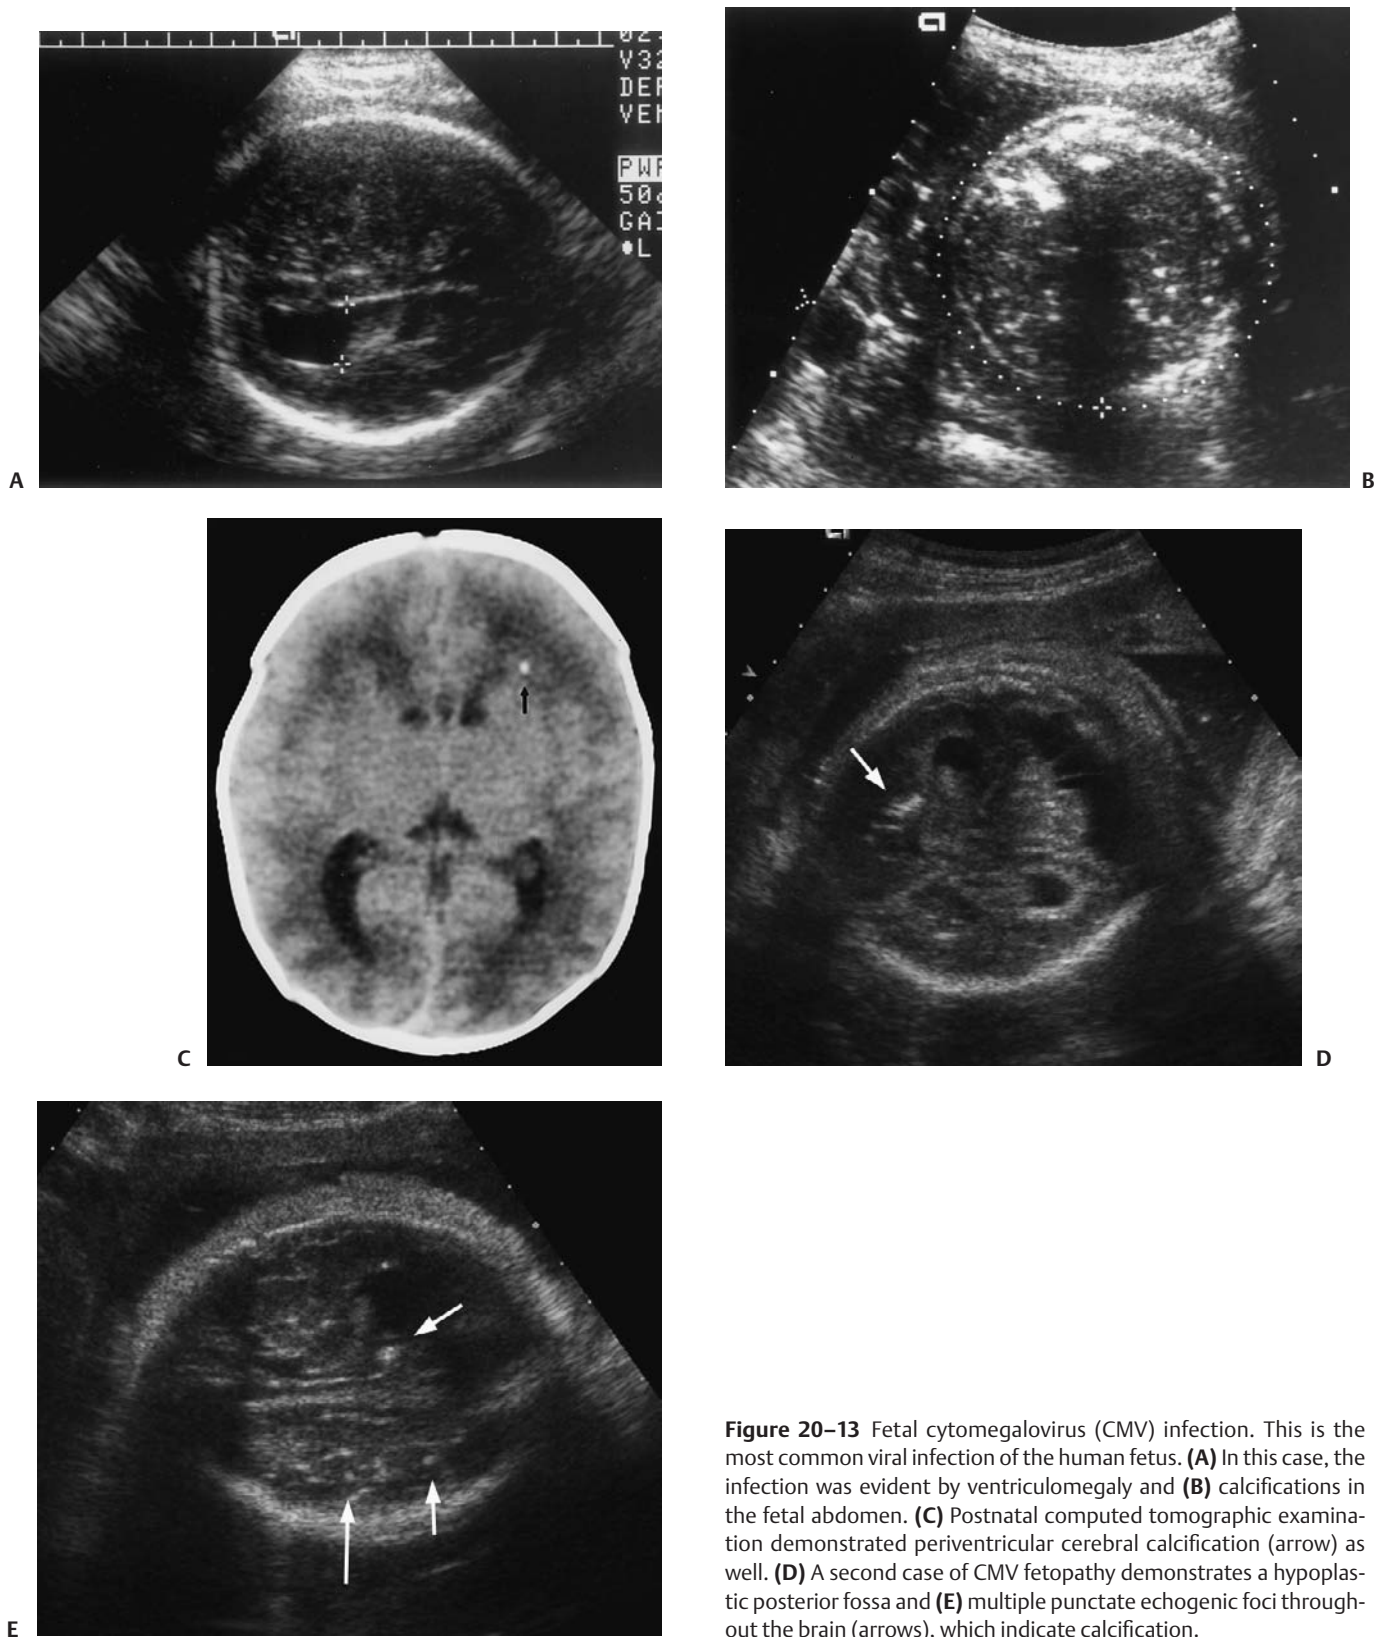 02
V32
DEP
VEN
PWR
50
GAI
L
A
B
C
D
E
Figure 20–13 Fetal cytomegalovirus (CMV) infection. This is the
most common viral infection of the human fetus. (A) In this case, the
infection was evident by ventriculomegaly and (B) calcifications in
the fetal abdomen. (C) Postnatal computed tomographic examina-
tion demonstrated periventricular cerebral calcification (arrow) as
well. (D) A second case of CMV fetopathy demonstrates a hypoplas-
tic posterior fossa and (E) multiple punctate echogenic foci through-
out the brain (arrows), which indicate calcification.